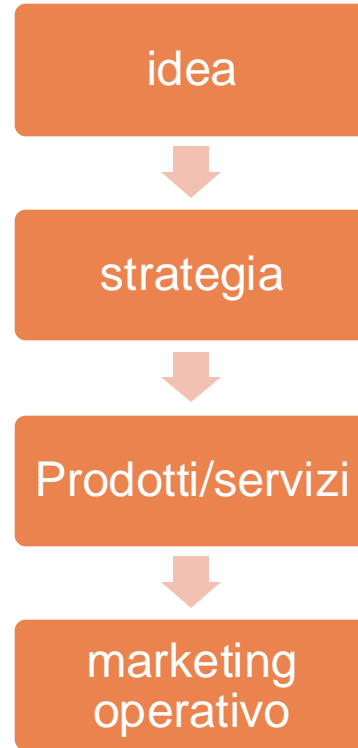 idea
strategia
Prodotti/servizi
marketing
operativo